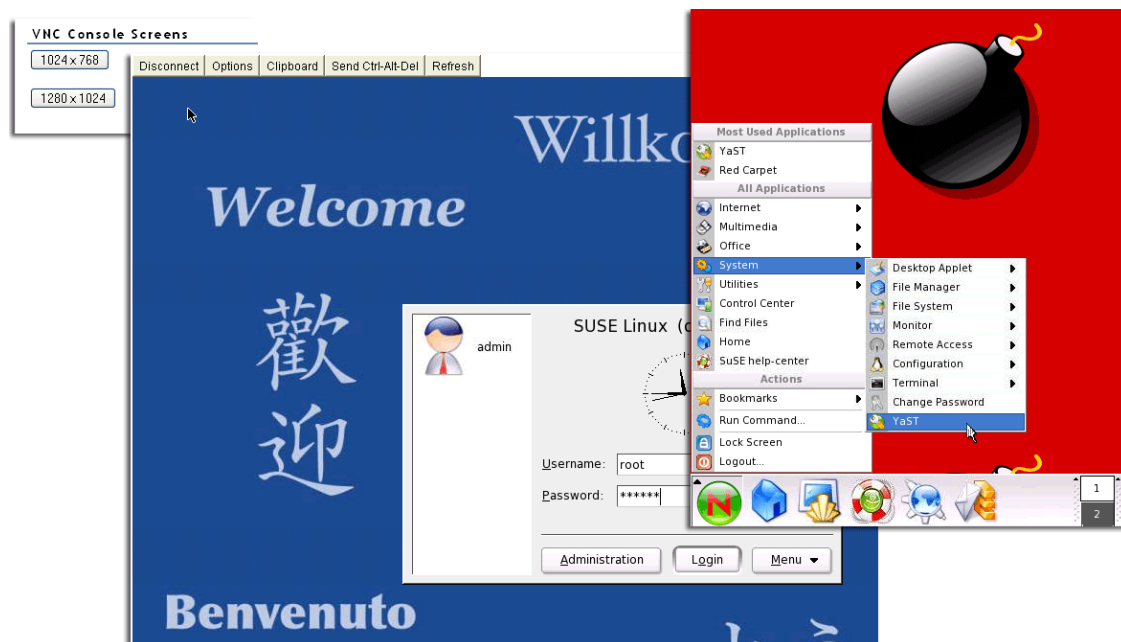 VNC Console Screens
1024 x 768
1280 x 1024
Disconnect Options Clipboard Send Ctrl-Alt-Del Refresh
Welcome
歡
迎
Benvenuto
SUSE Linux
admin
Username: root
Password: ******
Administration Login Menu
Most Used Applications
YaST
Red Carpet
All Applications
Internet
Multimedia
Office
System
Utilities
Control Center
Find Files
Home
SuSE help-center
Actions
Bookmarks
Run Command...
Lock Screen
Logout...
Desktop Applet
File Manager
File System
Monitor
Remote Access
Configuration
Terminal
Change Password
YaST
N
1
2